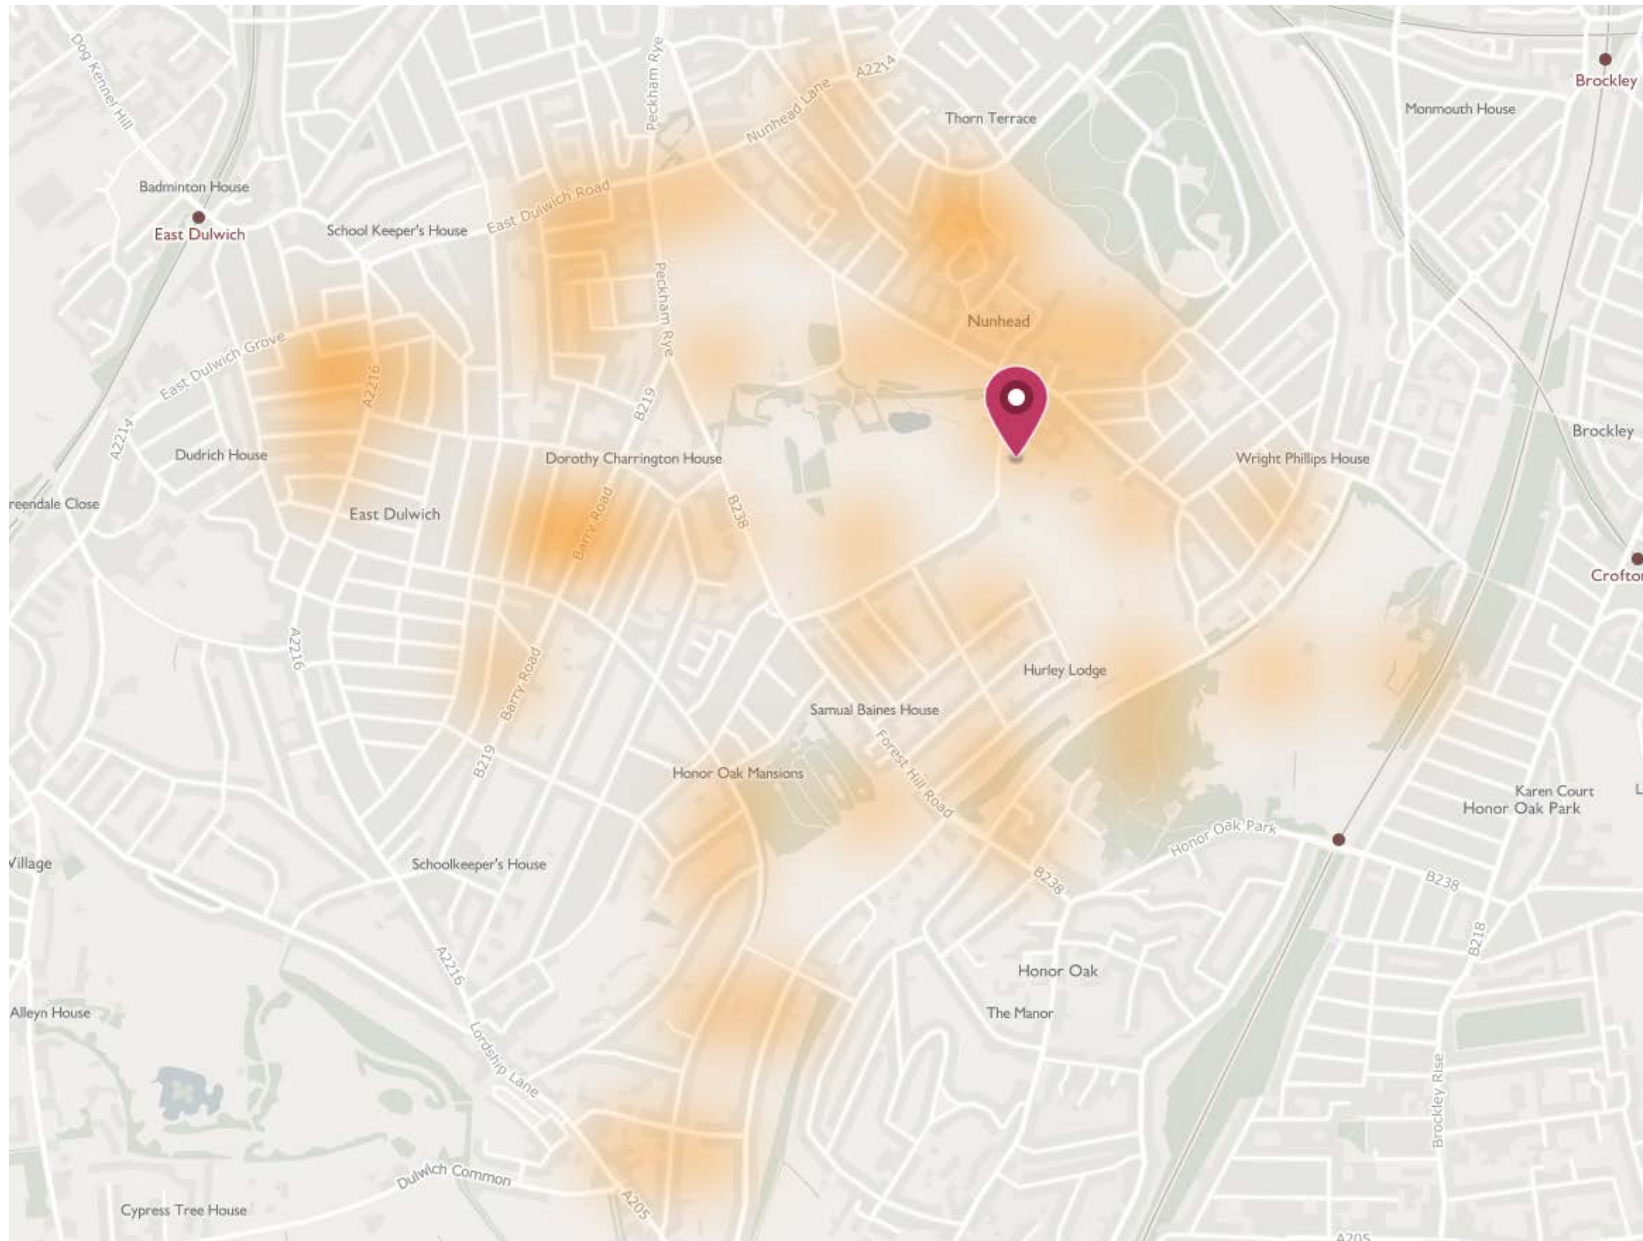 Dog Kennel Hill
Peckham Rye
A2214
Nunhead Lane
Brockley
Monmouth House
Thorn Terrace
Badminton House
East Dulwich
School Keeper's House
East Dulwich Road
Peckham Rye
Nunhead
East Dulwich Grove
A2216
B219
A2214
Dudrich House
Dorothy Charrington House
Wright Phillips House
Brockley
reendale Close
East Dulwich
Barry Road
B238
Crofto
A2216
Barry Road
Hurley Lodge
Samual Baines House
B219
Forest Hill Road
Honor Oak Mansions
Karen Court
L
Honor Oak Park
Honor Oak Park
Village
Schoolkeeper's House
B238
B238
B218
A2216
Honor Oak
Alleyn House
The Manor
Lordship Lane
Brockley Rise
Dulwich Common
A205
Cypress Tree House
A205